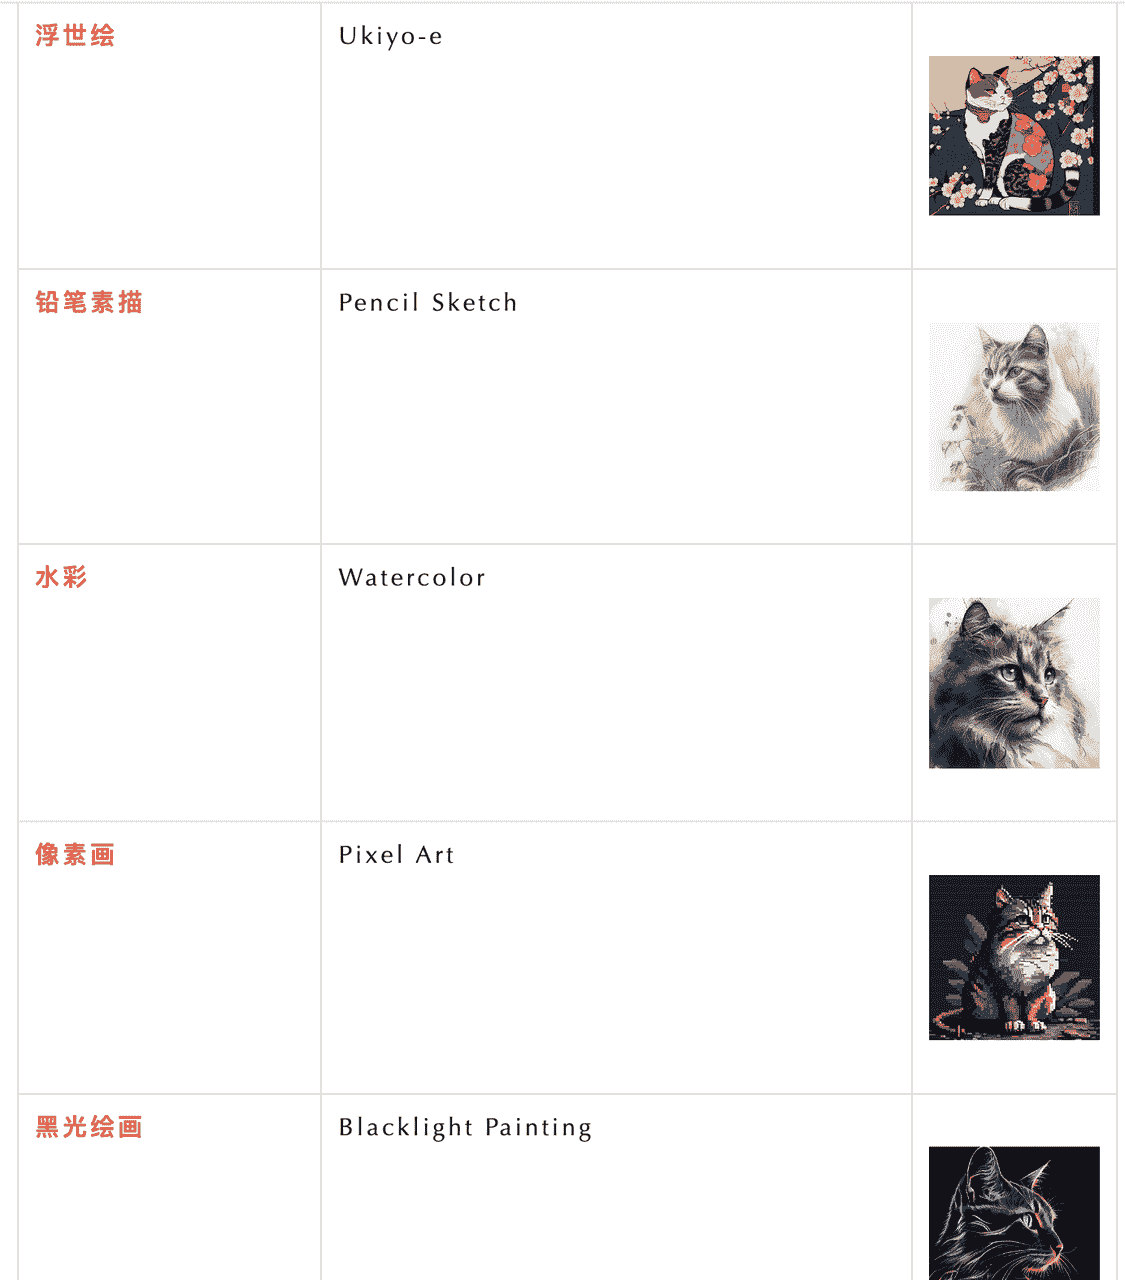 浮世绘
Ukiyo-e
铅笔素描
Pencil Sketch
水彩
Watercolor
像素画
Pixel Art
黑光绘画
Blacklight Painting